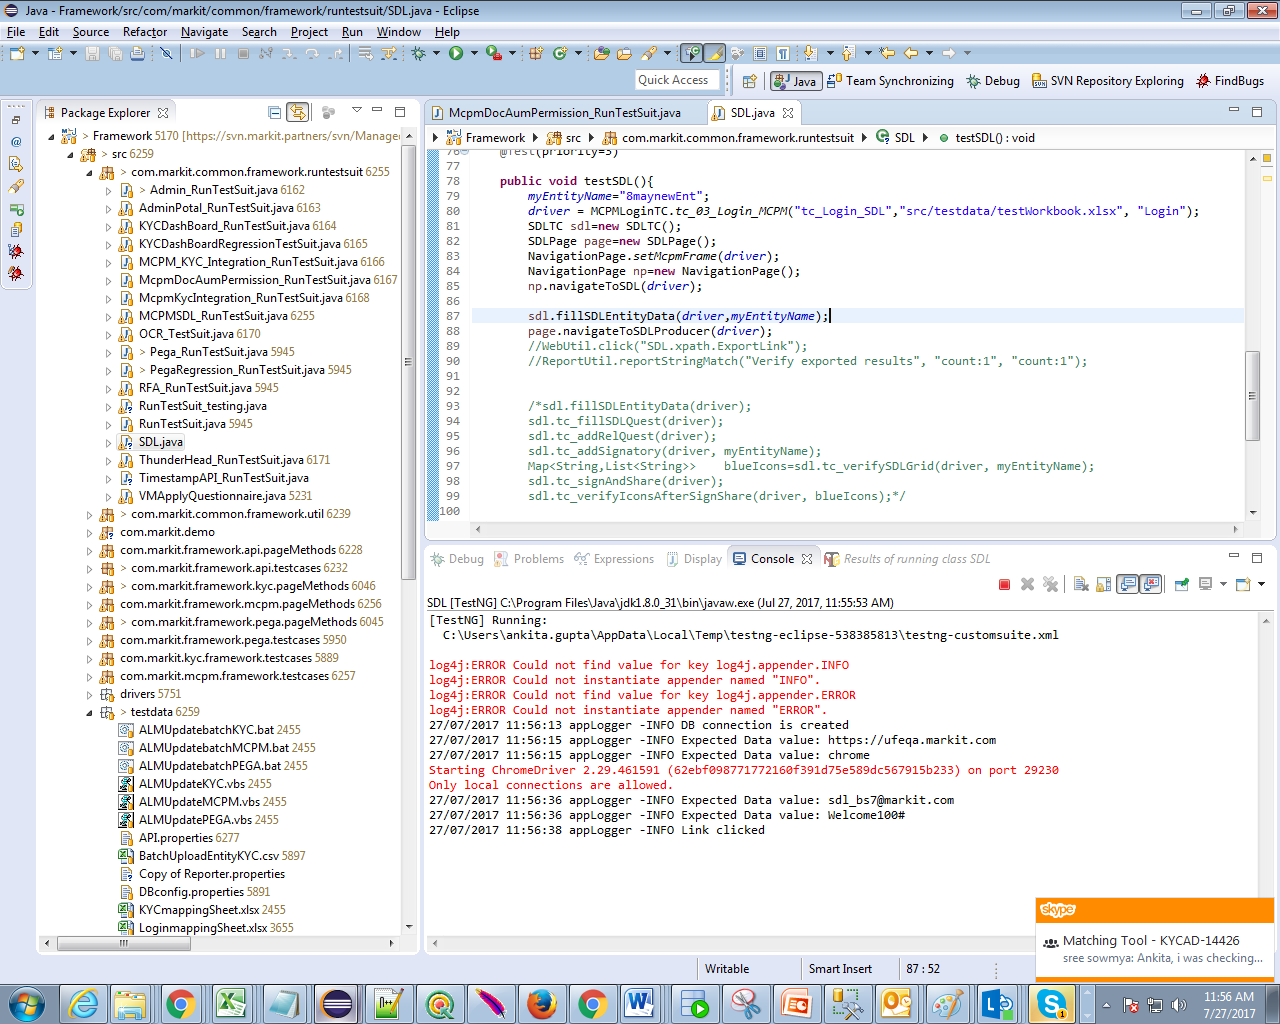 Java - Framework/src/com/markit/common/framework/runtestsuit/SDL.java - Eclipse
File Edit Source Refactor Navigate Search Project Run Window Help
Quick Access
Java Team Synchronizing Debug SVN Repository Exploring FindBugs
Package Explorer
> Framework 5170 [https://svn.markit.partners/svn/Manage
> src 6259
> com.markit.common.framework.runtestsuit 6255
> Admin_RunTestSuit.java 6162
AdminPotal_RunTestSuit.java 6163
KYCDashBoard_RunTestSuit.java 6164
KYCDashBoardRegressionTestSuit.java 6165
MCPM_KYC_Integration_RunTestSuit.java 6166
McpmDocAumPermission_RunTestSuit.java 6167
McpmKycIntegration_RunTestSuit.java 6168
MCPMSDL_RunTestSuit.java 6255
OCR_TestSuit.java 6170
> Pega_RunTestSuit.java 5945
> PegaRegression_RunTestSuit.java 5945
RFA_RunTestSuit.java 5945
RunTestSuit_testing.java
RunTestSuit.java 5945
SDL.java
ThunderHead_RunTestSuit.java 6171
TimestampAPI_RunTestSuit.java
VMApplyQuestionnaire.java 5231
> com.markit.common.framework.util 6239
com.markit.demo
com.markit.framework.api.pageMethods 6228
> com.markit.framework.api.testcases 6232
> com.markit.framework.kyc.pageMethods 6046
com.markit.framework.mcpm.pageMethods 6256
> com.markit.framework.pega.pageMethods 6045
com.markit.framework.pega.testcases 5950
com.markit.kyc.framework.testcases 5889
com.markit.mcpm.framework.testcases 6257
drivers 5751
> testdata 6259
ALMUpdatebatchKYC.bat 2455
ALMUpdatebatchMCPM.bat 2455
ALMUpdatebatchPEGA.bat 2455
ALMUpdateKYC.vbs 2455
ALMUpdateMCPM.vbs 2455
ALMUpdatePEGA.vbs 2455
API.properties 6277
BatchUploadEntityKYC.csv 5897
Copy of Reporter.properties
DBconfig.properties 5891
KYCmappingSheet.xlsx 2455
LoginmappingSheet.xlsx 3655
McpmDocAumPermission_RunTestSuit.java SDL.java
Framework src com.markit.common.framework.runtestsuit SDL testSDL() : void
76 @Test(priority=3)
77
78 public void testSDL(){
79 myEntityName="8maynewEnt";
80 driver = MCPMLoginTC.tc_03_Login_MCPM("tc_Login_SDL","src/testdata/testWorkbook.xlsx", "Login");
81 SDLTC sdl=new SDLTC();
82 SDLPage page=new SDLPage();
83 NavigationPage.setMcpmFrame(driver);
84 NavigationPage np=new NavigationPage();
85 np.navigateToSDL(driver);
86
87 sdl.fillSDLEntityData(driver,myEntityName);
88 page.navigateToSDLProducer(driver);
89 //WebUtil.click("SDL.xpath.ExportLink");
90 //ReportUtil.reportStringMatch("Verify exported results", "count:1", "count:1");
91
92
93 /*sdl.fillSDLEntityData(driver);
94 sdl.tc_fillSDLQuest(driver);
95 sdl.tc_addRelQuest(driver);
96 sdl.tc_addSignatory(driver, myEntityName);
97 Map<String,List<String>> blueIcons=sdl.tc_verifySDLGrid(driver, myEntityName);
98 sdl.tc_signAndShare(driver);
99 sdl.tc_verifyIconsAfterSignShare(driver, blueIcons);*/
100
Debug Problems Expressions Display Console Results of running class SDL
SDL [TestNG] C:\Program Files\Java\jdk1.8.0_31\bin\javaw.exe (Jul 27, 2017, 11:55:53 AM)
[TestNG] Running:
C:\Users\ankita.gupta\AppData\Local\Temp\testng-eclipse-538385813\testng-customsuite.xml
log4j:ERROR Could not find value for key log4j.appender.INFO
log4j:ERROR Could not instantiate appender named "INFO".
log4j:ERROR Could not find value for key log4j.appender.ERROR
log4j:ERROR Could not instantiate appender named "ERROR".
27/07/2017 11:56:13 appLogger -INFO DB connection is created
27/07/2017 11:56:15 appLogger -INFO Expected Data value: https://ufeqa.markit.com
27/07/2017 11:56:15 appLogger -INFO Expected Data value: chrome
Starting ChromeDriver 2.29.461591 (62ebf098771772160f391d75e589dc567915b233) on port 29230
Only local connections are allowed.
27/07/2017 11:56:36 appLogger -INFO Expected Data value: sdl_bs7@markit.com
27/07/2017 11:56:36 appLogger -INFO Expected Data value: Welcome100#
27/07/2017 11:56:38 appLogger -INFO Link clicked
skype
Matching Tool - KYCAD-14426
sree sowmya: Ankita, i was checking...
Writable Smart Insert 87 : 52
11:56 AM
7/27/2017